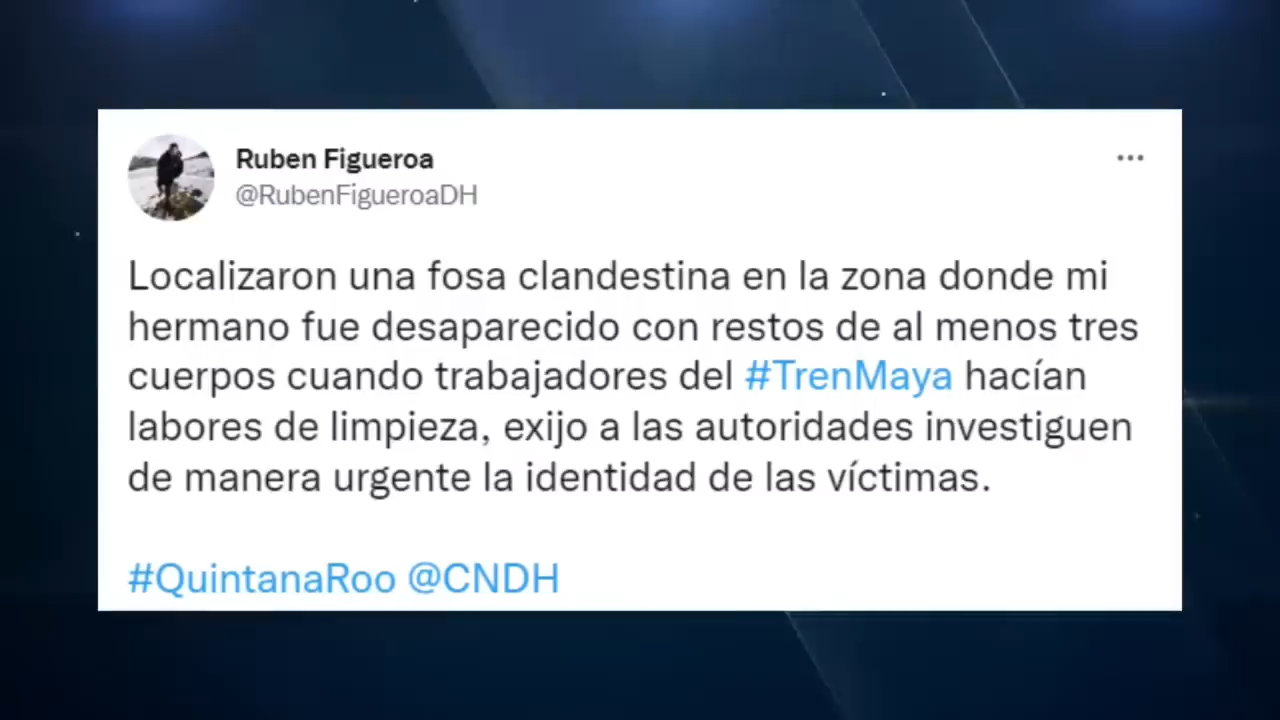 Ruben Figueroa
@RubenFigueroaDH
Localizaron una fosa clandestina en la zona donde mi
hermano fue desaparecido con restos de al menos tres
cuerpos cuando trabajadores del #TrenMaya hacían
labores de limpieza, exijo a las autoridades investiguen
de manera urgente la identidad de las víctimas.
#QuintanaRoo @CNDH